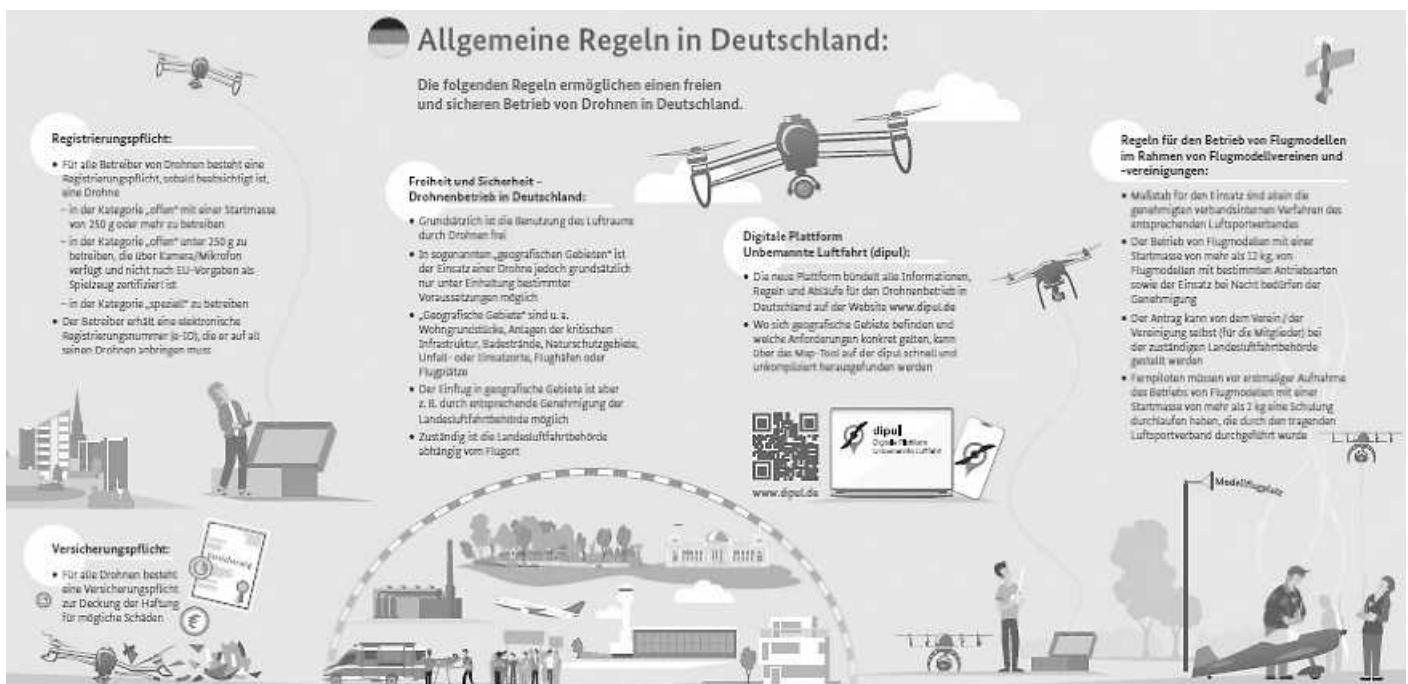 Allgemeine Regeln in Deutschland:
Die folgenden Regeln ermöglichen einen freien
und sicheren Betrieb von Drohnen in Deutschland.
Registrierungspflicht:
• Für alle Betreiber von Drohnen besteht eine
Registrierungspflicht, sobald beabsichtigt ist,
eine Drohne
– in der Kategorie „offen“ mit einer Startmasse
von 250 g oder mehr zu betreiben
– in der Kategorie „offen“ unter 250 g zu
betreiben, die über Kamera/Mikrofon
verfügt und nicht nach EU-Vorgaben als
Spielzeug zertifiziert ist
– in der Kategorie „speziell“ zu betreiben
• Der Betreiber erhält eine elektronische
Registrierungsnummer (e-ID), die er auf all
seinen Drohnen anbringen muss
Versicherungspflicht:
• Für alle Drohnen besteht
eine Versicherungspflicht
zur Deckung der Haftung
für mögliche Schäden
€
Freiheit und Sicherheit –
Drohnenbetrieb in Deutschland:
• Grundsätzlich ist die Benutzung des Luftraums
durch Drohnen frei
• In sogenannten „geografischen Gebieten“ ist
der Einsatz einer Drohne jedoch grundsätzlich
nur unter Einhaltung bestimmter
Voraussetzungen möglich
• „Geografische Gebiete“ sind u. a.
Wohngrundstücke, Anlagen der kritischen
Infrastruktur, Badestrände, Naturschutzgebiete,
Unfall- oder Einsatzorte, Flughäfen oder
Flugplätze
• Der Einflug in geografische Gebiete ist aber
z. B. durch entsprechende Genehmigung der
Landesluftfahrtbehörde möglich
• Zuständig ist die Landesluftfahrtbehörde
abhängig vom Flugort
Digitale Plattform
Unbemannte Luftfahrt (dipul):
• Die neue Plattform bündelt alle Informationen,
Regeln und Abläufe für den Drohnenbetrieb in
Deutschland auf der Website www.dipul.de
• Wo sich geografische Gebiete befinden und
welche Anforderungen konkret gelten, kann
über das Map-Tool auf der dipul schnell und
unkompliziert herausgefunden werden
www.dipul.de
dipul
Digitale Plattform
Unbemannte Luftfahrt
Regeln für den Betrieb von Flugmodellen
im Rahmen von Flugmodellvereinen und
-vereinigungen:
• Maßstab für den Einsatz sind allein die
genehmigten verbandsinternen Verfahren des
entsprechenden Luftsportverbandes
• Der Betrieb von Flugmodellen mit einer
Startmasse von mehr als 12 kg, von
Flugmodellen mit bestimmten Antriebsarten
sowie der Einsatz bei Nacht bedürfen der
Genehmigung
• Der Antrag kann von dem Verein / der
Vereinigung selbst (für die Mitglieder) bei
der zuständigen Landesluftfahrtbehörde
gestellt werden
• Fernpiloten müssen vor erstmaliger Aufnahme
des Betriebs von Flugmodellen mit einer
Startmasse von mehr als 2 kg eine Schulung
durchlaufen haben, die durch den tragenden
Luftsportverband durchgeführt wurde
Modellflugplatz